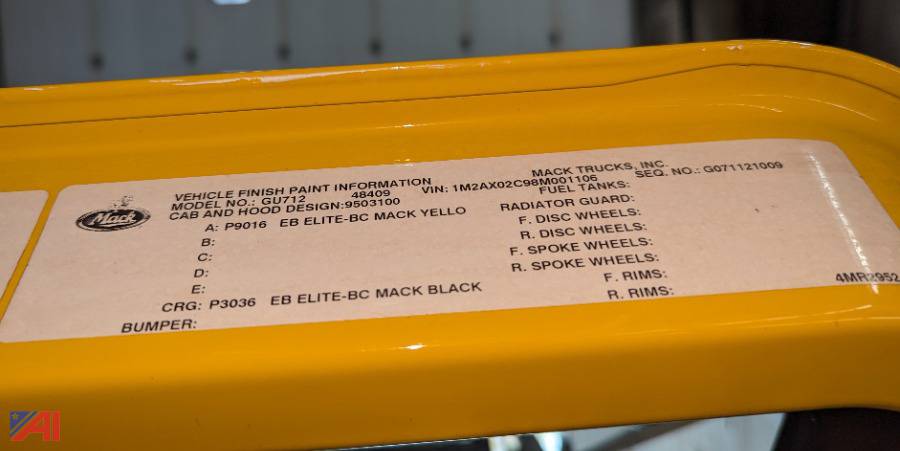 Mack
VEHICLE FINISH PAINT INFORMATION MACK TRUCKS, INC.
MODEL NO.: GU712 48409 VIN: 1M2AX02C98M001106 SEQ. NO.: G071121009
CAB AND HOOD DESIGN:9503100 FUEL TANKS:
A: P9016 EB ELITE-BC MACK YELLO RADIATOR GUARD:
B: F. DISC WHEELS:
C: R. DISC WHEELS:
D: F. SPOKE WHEELS:
E: R. SPOKE WHEELS:
CRG: P3036 EB ELITE-BC MACK BLACK F. RIMS:
BUMPER: R. RIMS:
4MR2952
AI